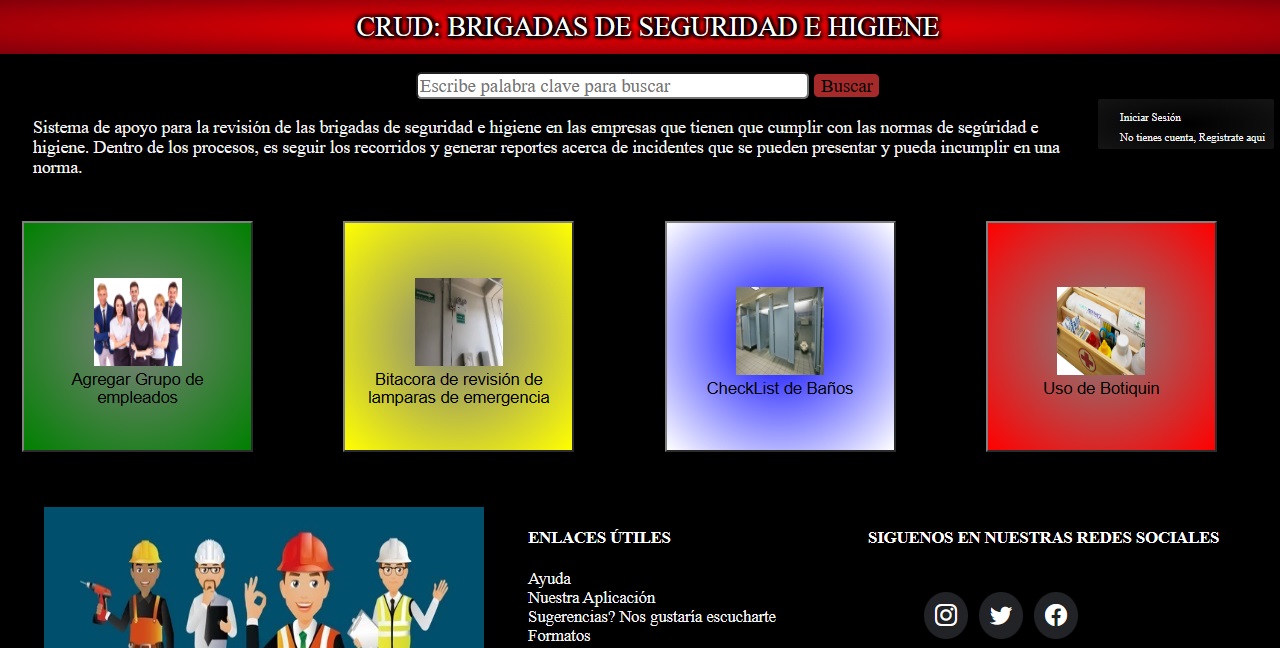 CRUD: BRIGADAS DE SEGURIDAD E HIGIENE
Escribe palabra clave para buscar
Buscar
Iniciar Sesión
No tienes cuenta, Registrate aqui
Sistema de apoyo para la revisión de las brigadas de seguridad e higiene en las empresas que tienen que cumplir con las normas de segúridad e
higiene. Dentro de los procesos, es seguir los recorridos y generar reportes acerca de incidentes que se pueden presentar y pueda incumplir en una
norma.
Agregar Grupo de
empleados
Bitacora de revisión de
lamparas de emergencia
CheckList de Baños
Uso de Botiquin
ENLACES ÚTILES
Ayuda
Nuestra Aplicación
Sugerencias? Nos gustaría escucharte
Formatos
SIGUENOS EN NUESTRAS REDES SOCIALES